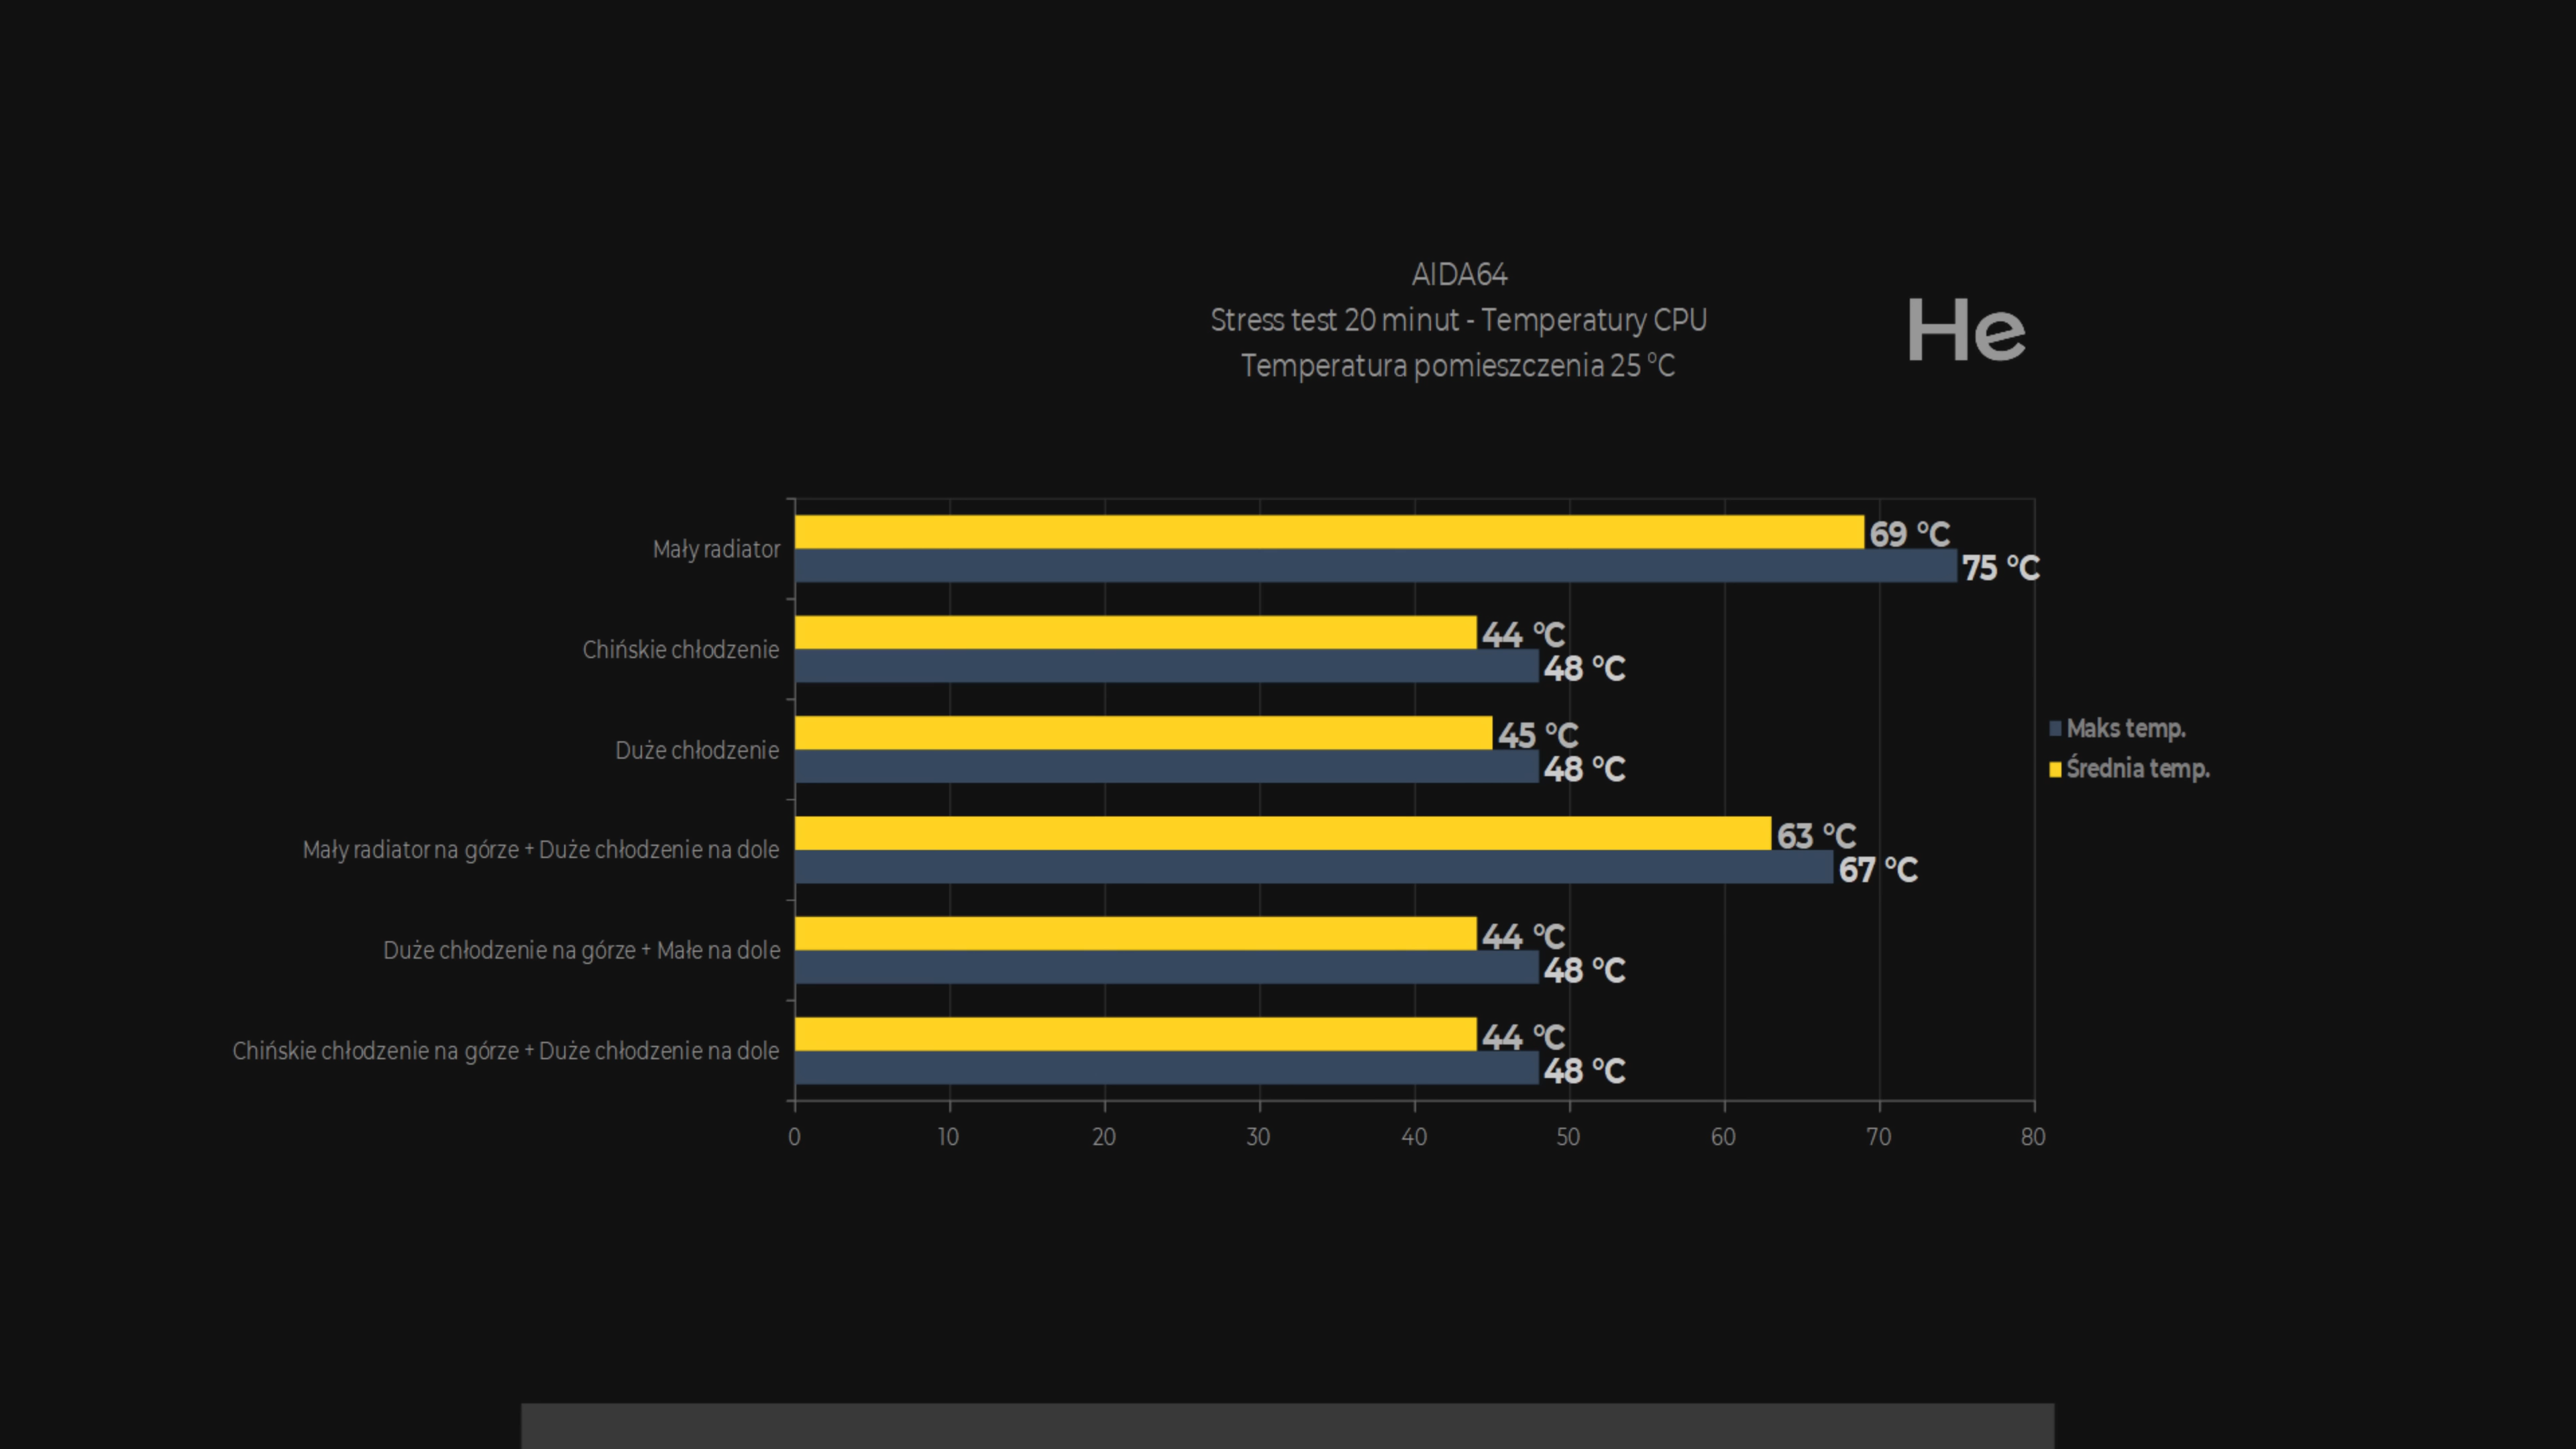 AIDA64
Stress test 20 minut - Temperatury CPU
Temperatura pomieszczenia 25 °C
He
Mały radiator
69 °C
75 °C
Chińskie chłodzenie
44 °C
48 °C
Duże chłodzenie
45 °C
48 °C
Mały radiator na górze + Duże chłodzenie na dole
63 °C
67 °C
Duże chłodzenie na górze + Małe na dole
44 °C
48 °C
Chińskie chłodzenie na górze + Duże chłodzenie na dole
44 °C
48 °C
0 10 20 30 40 50 60 70 80
Maks temp.
Średnia temp.